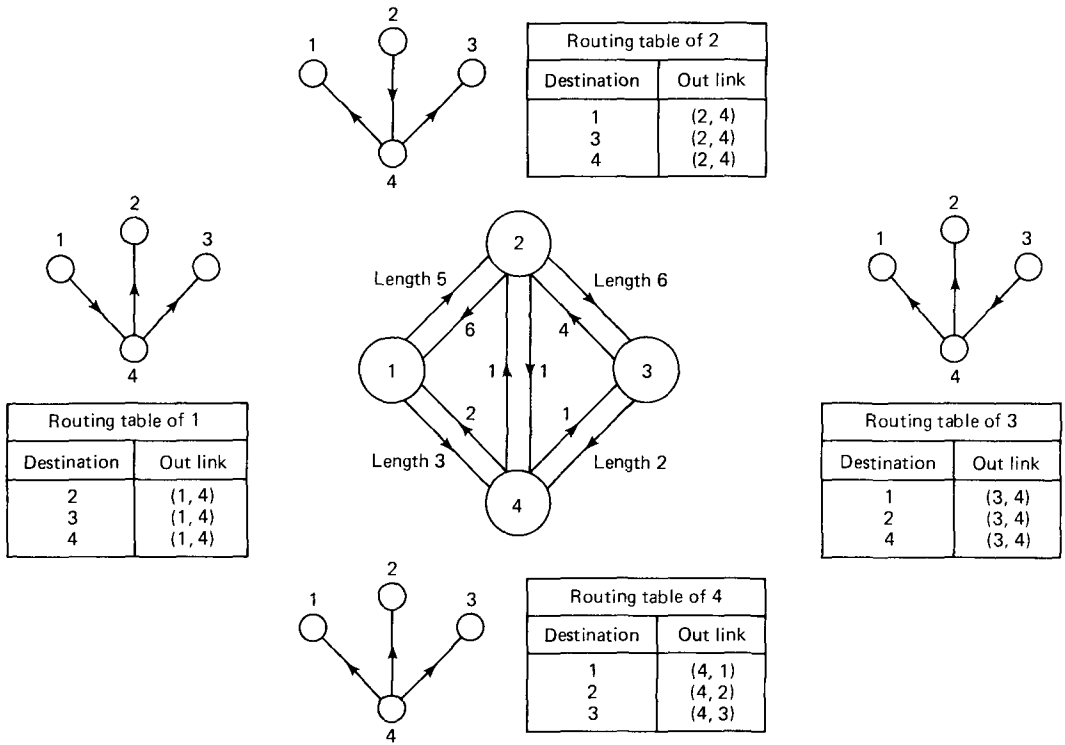 2
1
3
4
Routing table of 2
Destination Out link
1 (2, 4)
3 (2, 4)
4 (2, 4)
2
1
3
4
Routing table of 1
Destination Out link
2 (1, 4)
3 (1, 4)
4 (1, 4)
2
Length 5
Length 6
6
4
1
1
1
3
2
1
Length 3
Length 2
4
2
1
3
4
Routing table of 3
Destination Out link
1 (3, 4)
2 (3, 4)
4 (3, 4)
2
1
3
4
Routing table of 4
Destination Out link
1 (4, 1)
2 (4, 2)
3 (4, 3)